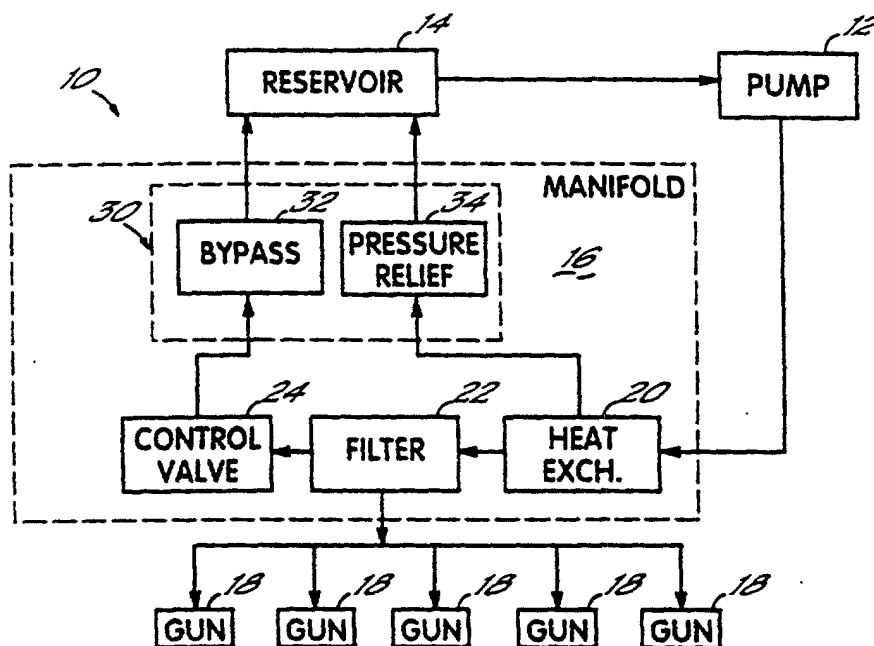 14
12
RESERVOIR
PUMP
10
MANIFOLD
30
32
34
BYPASS
PRESSURE
RELIEF
16
24
22
20
CONTROL
VALVE
FILTER
HEAT
EXCH.
18
18
18
18
18
GUN
GUN
GUN
GUN
GUN